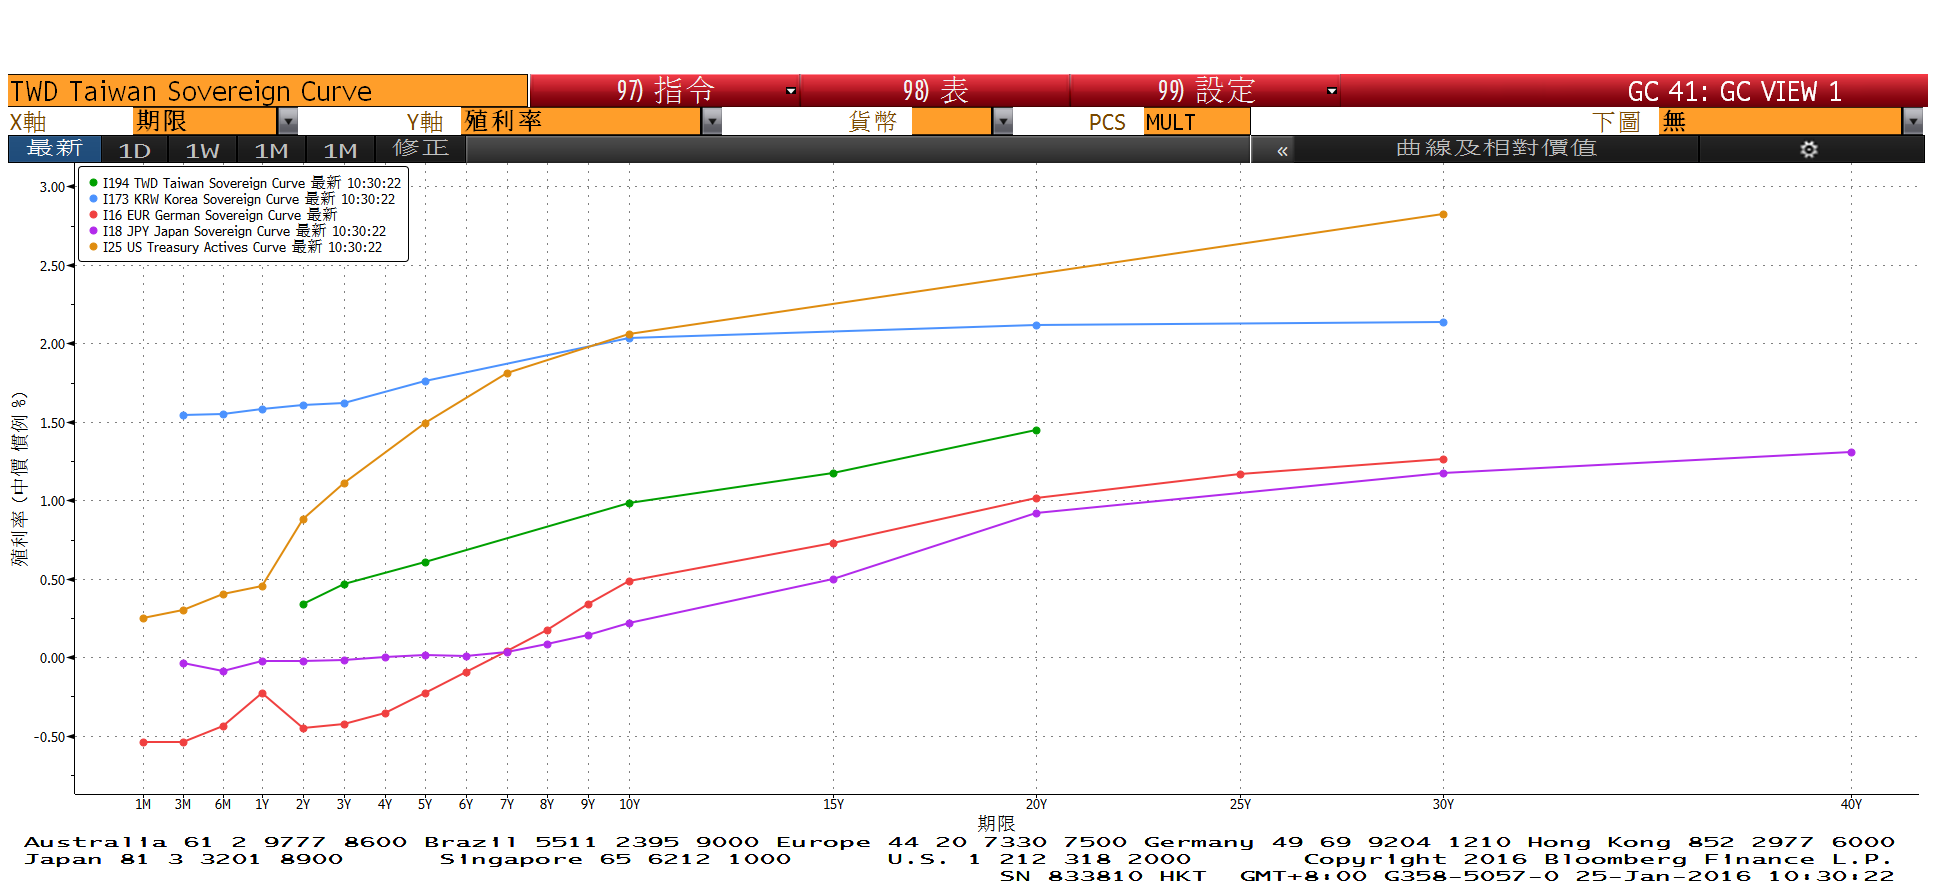 TWD Taiwan Sovereign Curve 97) 指令 98) 表 99) 設定 GC 41: GC VIEW 1
X軸 期限 Y軸 殖利率 貨幣 PCS MULT 下圖 無
最新 1D 1W 1M 1M 修正 « 曲線及相對價值
I194 TWD Taiwan Sovereign Curve 最新 10:30:22
I173 KRW Korea Sovereign Curve 最新 10:30:22
I16 EUR German Sovereign Curve 最新
I18 JPY Japan Sovereign Curve 最新 10:30:22
I25 US Treasury Actives Curve 最新 10:30:22
3.00
2.50
2.00
1.50
1.00
0.50
0.00
-0.50
殖利率 (中價 慣例 %)
1M 3M 6M 1Y 2Y 3Y 4Y 5Y 6Y 7Y 8Y 9Y 10Y 15Y 20Y 25Y 30Y 40Y
期限
Australia 61 2 9777 8600 Brazil 5511 2395 9000 Europe 44 20 7330 7500 Germany 49 69 9204 1210 Hong Kong 852 2977 6000
Japan 81 3 3201 8900 Singapore 65 6212 1000 U.S. 1 212 318 2000 Copyright 2016 Bloomberg Finance L.P.
SN 833810 HKT GMT+8:00 G358-5057-0 25-Jan-2016 10:30:22